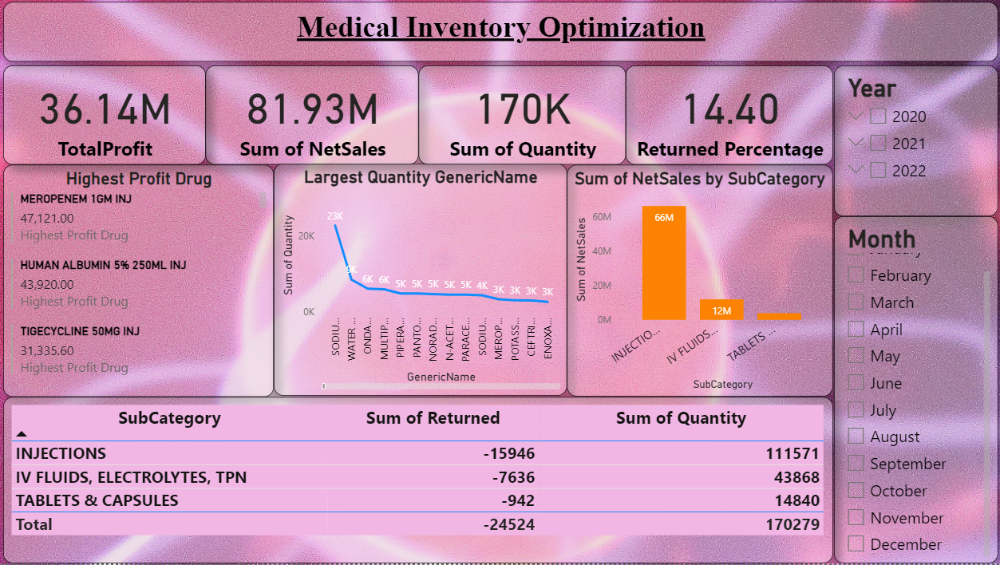 Medical Inventory Optimization
36.14M
TotalProfit
81.93M
Sum of NetSales
170K
Sum of Quantity
14.40
Returned Percentage
Year
2020
2021
2022
Highest Profit Drug
MEROPENEM 1GM INJ
47,121.00
Highest Profit Drug
HUMAN ALBUMIN 5% 250ML INJ
43,920.00
Highest Profit Drug
TIGECYCLINE 50MG INJ
31,335.60
Highest Profit Drug
Largest Quantity GenericName
Sum of Quantity
20K
0K
23K
9K
6K
6K
5K
5K
5K
5K
5K
4K
3K
3K
3K
3K
SODIU...
WATER ...
ONDA...
MULTIP...
PIPERA...
PANTO...
NORAD...
N-ACET...
PARACE...
SODIU...
MEROP...
POTASS...
CEFTRI...
ENOXA...
GenericName
Sum of NetSales by SubCategory
Sum of NetSales
60M
40M
20M
0M
66M
12M
INJECTIO...
IV FLUIDS...
TABLETS ...
SubCategory
Month
January
February
March
April
May
June
July
August
September
October
November
December
SubCategory Sum of Returned Sum of Quantity
INJECTIONS -15946 111571
IV FLUIDS, ELECTROLYTES, TPN -7636 43868
TABLETS & CAPSULES -942 14840
Total -24524 170279